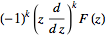 (-1)^k (z d/dz)^k F(z)